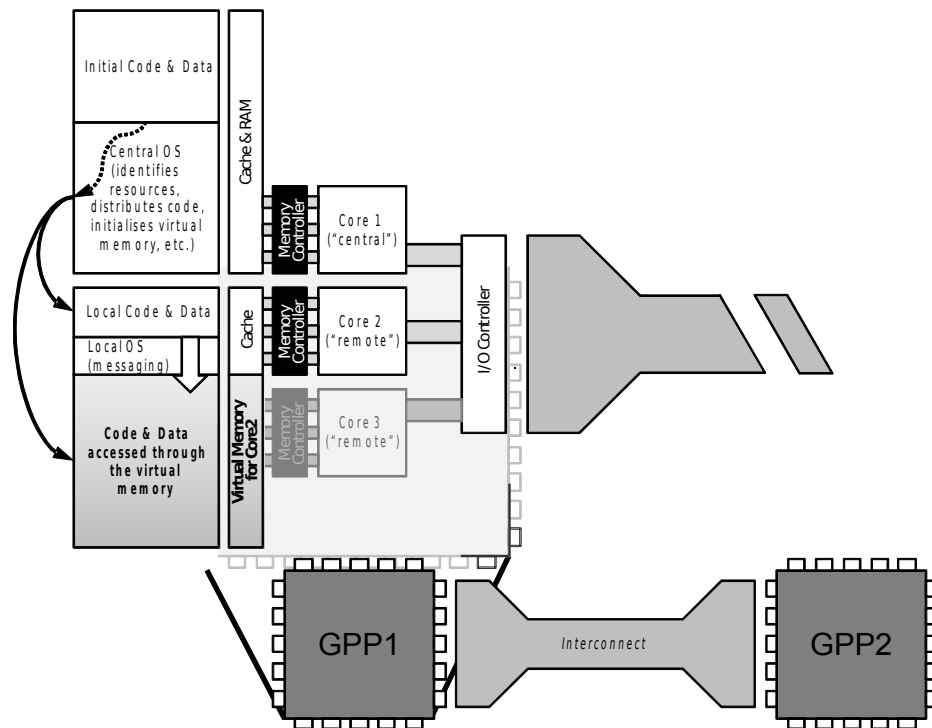 Initial Code & Data
Central OS
(identifies
resources,
distributes code,
initialises virtual
memory, etc.)
Cache & RAM
Memory
Controller
Core 1
("central")
Local Code & Data
Local OS
(messaging)
Cache
Memory
Controller
Core 2
("remote")
I/O Controller
Code & Data
accessed through
the virtual
memory
Virtual Memory
for Core2
Memory
Controller
Core 3
("remote")
GPP1
Interconnect
GPP2